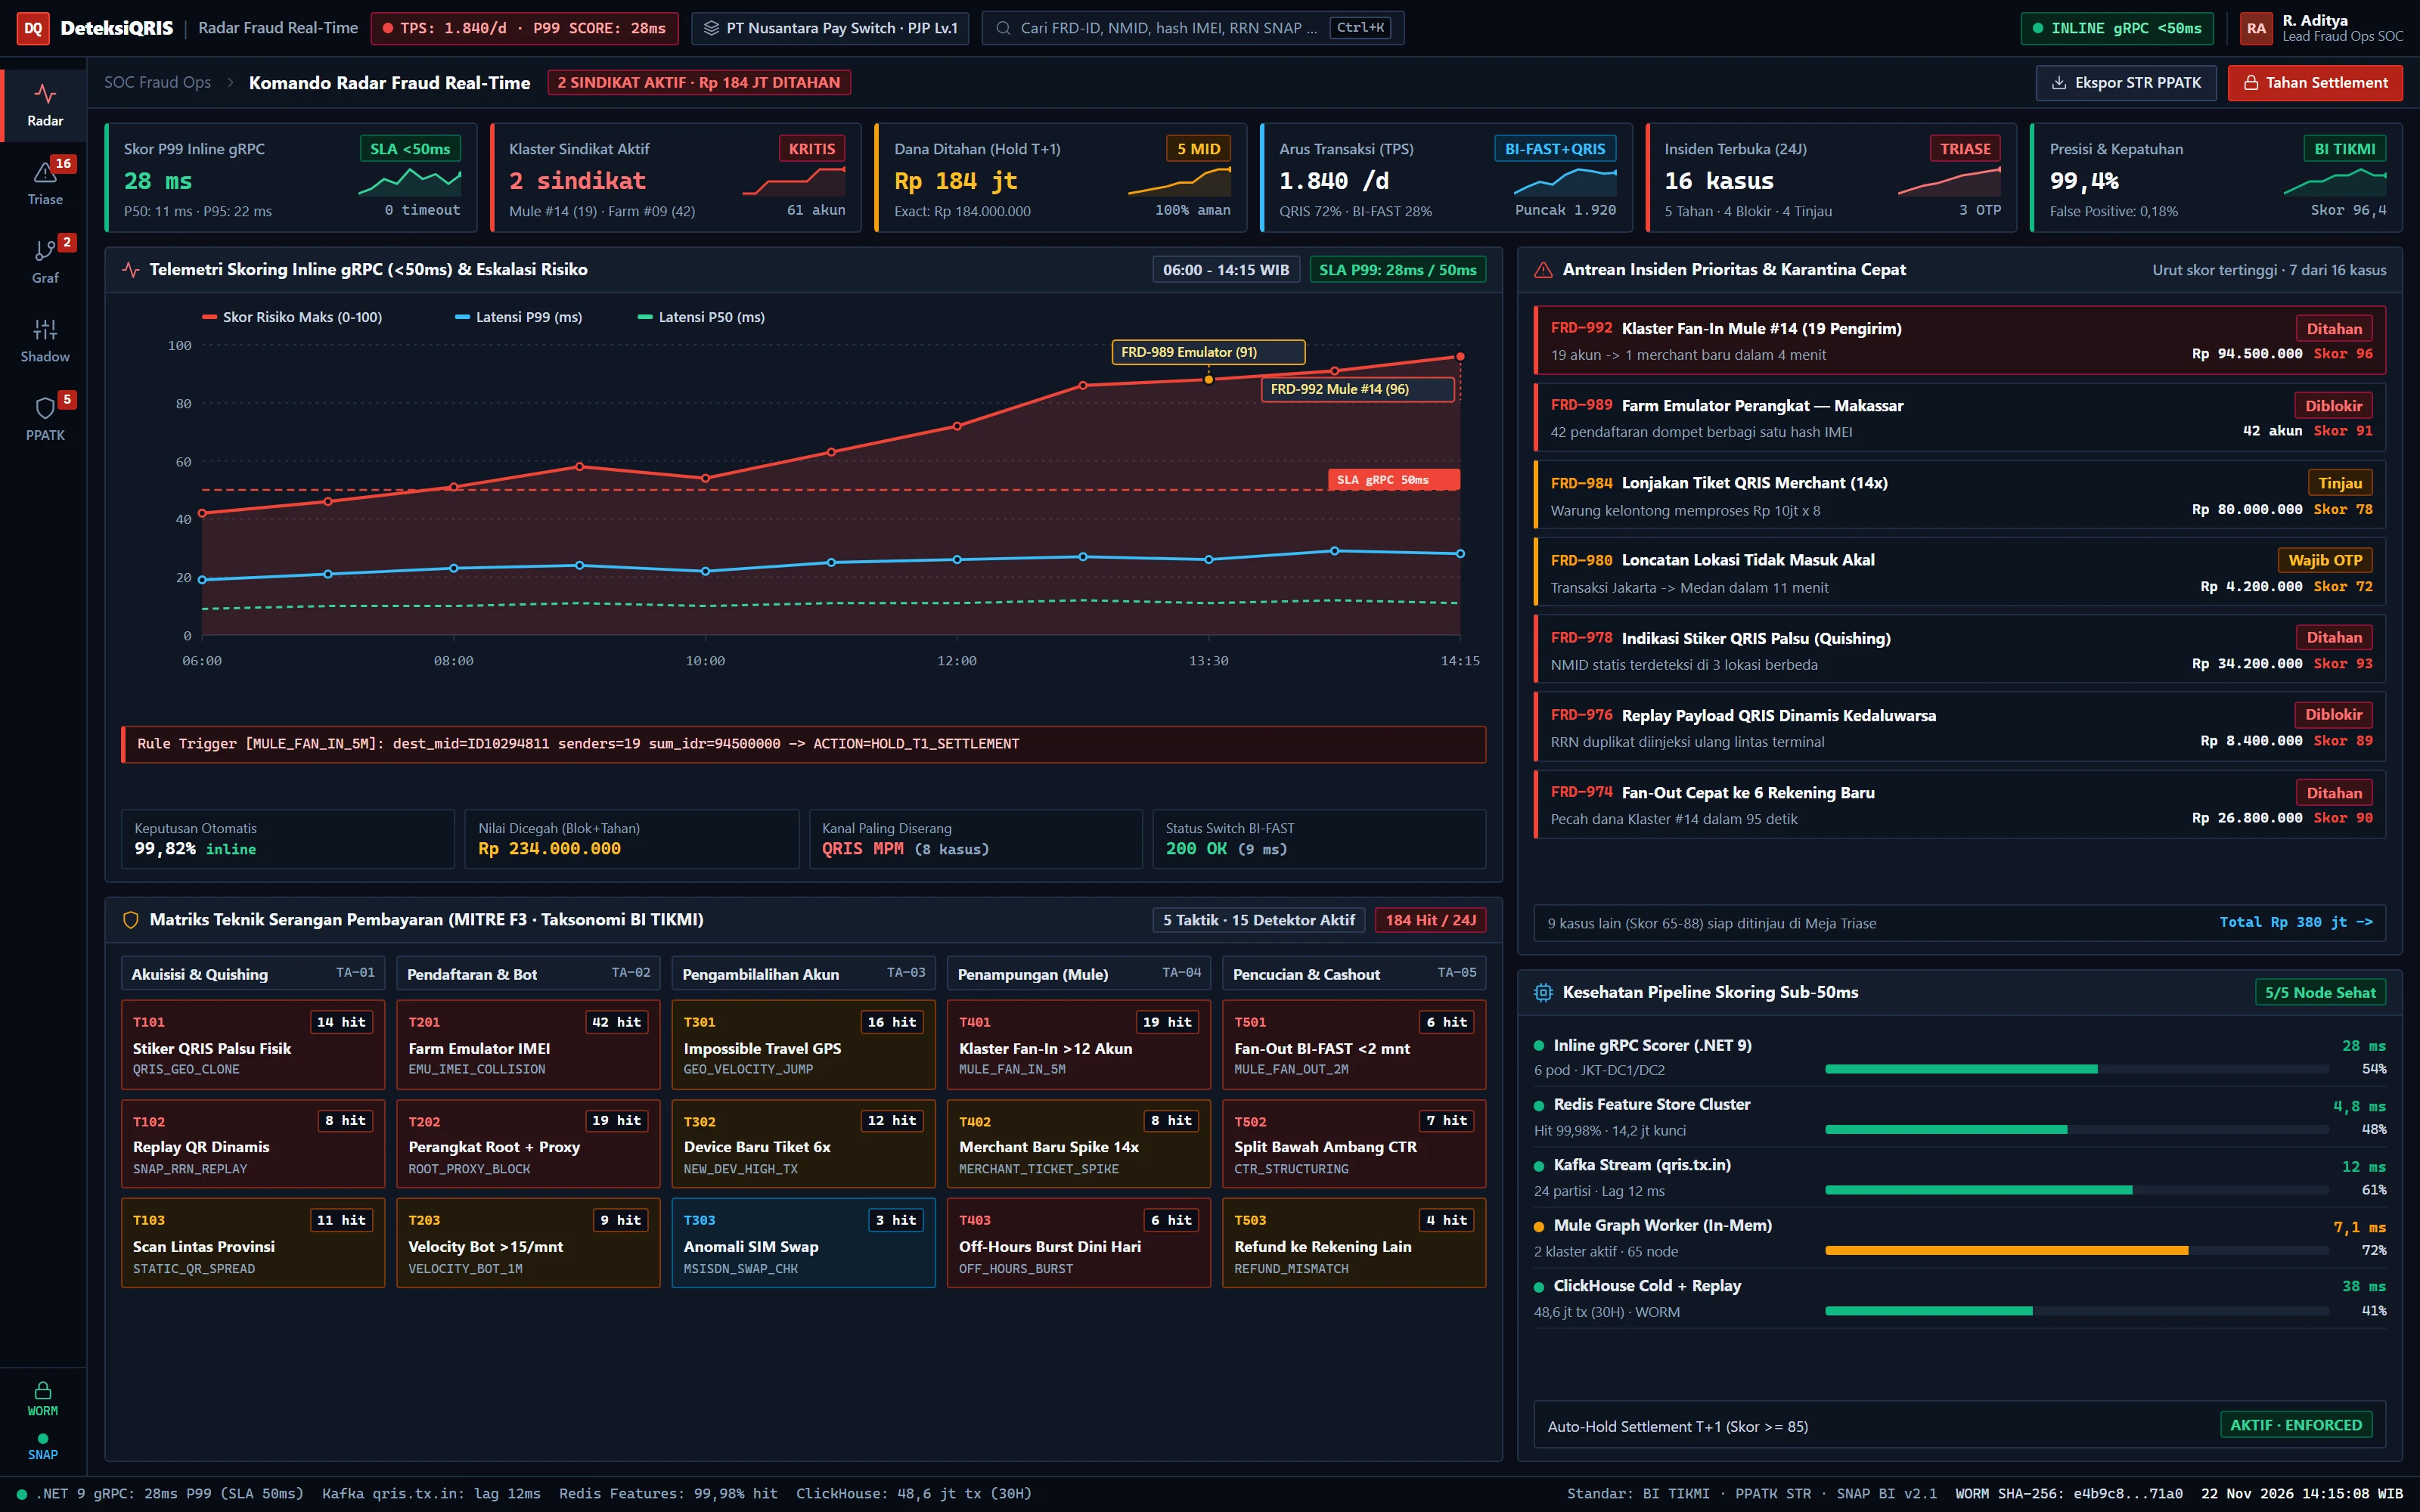 DQ DeteksiQRIS Radar Fraud Real-Time TPS: 1.840/d · P99 SCORE: 28ms PT Nusantara Pay Switch · PJP Lv.1 Cari FRD-ID, NMID, hash IMEI, RRN SNAP ... Ctrl+K INLINE gRPC <50ms RA R. Aditya
Lead Fraud Ops SOC
Radar
16
Triase
2
Graf
Shadow
5
PPATK
WORM
SNAP
SOC Fraud Ops Komando Radar Fraud Real-Time 2 SINDIKAT AKTIF · Rp 184 JT DITAHAN Ekspor STR PPATK Tahan Settlement
Skor P99 Inline gRPC SLA <50ms
28 ms
P50: 11 ms · P95: 22 ms 0 timeout
Klaster Sindikat Aktif KRITIS
2 sindikat
Mule #14 (19) · Farm #09 (42) 61 akun
Dana Ditahan (Hold T+1) 5 MID
Rp 184 jt
Exact: Rp 184.000.000 100% aman
Arus Transaksi (TPS) BI-FAST+QRIS
1.840 /d
QRIS 72% · BI-FAST 28% Puncak 1.920
Insiden Terbuka (24J) TRIASE
16 kasus
5 Tahan · 4 Blokir · 4 Tinjau 3 OTP
Presisi & Kepatuhan BI TIKMI
99,4%
False Positive: 0,18% Skor 96,4
Telemetri Skoring Inline gRPC (<50ms) & Eskalasi Risiko 06:00 - 14:15 WIB SLA P99: 28ms / 50ms
Skor Risiko Maks (0-100) Latensi P99 (ms) Latensi P50 (ms)
100
80
60
40
20
0
FRD-989 Emulator (91)
FRD-992 Mule #14 (96)
SLA gRPC 50ms
06:00 08:00 10:00 12:00 13:30 14:15
Rule Trigger [MULE_FAN_IN_5M]: dest_mid=ID10294811 senders=19 sum_idr=94500000 -> ACTION=HOLD_T1_SETTLEMENT
Keputusan Otomatis
99,82% inline
Nilai Dicegah (Blok+Tahan)
Rp 234.000.000
Kanal Paling Diserang
QRIS MPM (8 kasus)
Status Switch BI-FAST
200 OK (9 ms)
Matriks Teknik Serangan Pembayaran (MITRE F3 · Taksonomi BI TIKMI) 5 Taktik · 15 Detektor Aktif 184 Hit / 24J
Akuisisi & Quishing TA-01
T101 14 hit
Stiker QRIS Palsu Fisik
QRIS_GEO_CLONE
T102 8 hit
Replay QR Dinamis
SNAP_RRN_REPLAY
T103 11 hit
Scan Lintas Provinsi
STATIC_QR_SPREAD
Pendaftaran & Bot TA-02
T201 42 hit
Farm Emulator IMEI
EMU_IMEI_COLLISION
T202 19 hit
Perangkat Root + Proxy
ROOT_PROXY_BLOCK
T203 9 hit
Velocity Bot >15/mnt
VELOCITY_BOT_1M
Pengambilalihan Akun TA-03
T301 16 hit
Impossible Travel GPS
GEO_VELOCITY_JUMP
T302 12 hit
Device Baru Tiket 6x
NEW_DEV_HIGH_TX
T303 3 hit
Anomali SIM Swap
MSISDN_SWAP_CHK
Penampungan (Mule) TA-04
T401 19 hit
Klaster Fan-In >12 Akun
MULE_FAN_IN_5M
T402 8 hit
Merchant Baru Spike 14x
MERCHANT_TICKET_SPIKE
T403 6 hit
Off-Hours Burst Dini Hari
OFF_HOURS_BURST
Pencucian & Cashout TA-05
T501 6 hit
Fan-Out BI-FAST <2 mnt
MULE_FAN_OUT_2M
T502 7 hit
Split Bawah Ambang CTR
CTR_STRUCTURING
T503 4 hit
Refund ke Rekening Lain
REFUND_MISMATCH
Antrean Insiden Prioritas & Karantina Cepat Urut skor tertinggi · 7 dari 16 kasus
FRD-992 Klaster Fan-In Mule #14 (19 Pengirim) Ditahan
19 akun -> 1 merchant baru dalam 4 menit Rp 94.500.000 Skor 96
FRD-989 Farm Emulator Perangkat — Makassar Diblokir
42 pendaftaran dompet berbagi satu hash IMEI 42 akun Skor 91
FRD-984 Lonjakan Tiket QRIS Merchant (14x) Tinjau
Warung kelontong memproses Rp 10jt x 8 Rp 80.000.000 Skor 78
FRD-980 Loncatan Lokasi Tidak Masuk Akal Wajib OTP
Transaksi Jakarta -> Medan dalam 11 menit Rp 4.200.000 Skor 72
FRD-978 Indikasi Stiker QRIS Palsu (Quishing) Ditahan
NMID statis terdeteksi di 3 lokasi berbeda Rp 34.200.000 Skor 93
FRD-976 Replay Payload QRIS Dinamis Kedaluwarsa Diblokir
RRN duplikat diinjeksi ulang lintas terminal Rp 8.400.000 Skor 89
FRD-974 Fan-Out Cepat ke 6 Rekening Baru Ditahan
Pecah dana Klaster #14 dalam 95 detik Rp 26.800.000 Skor 90
9 kasus lain (Skor 65-88) siap ditinjau di Meja Triase Total Rp 380 jt ->
Kesehatan Pipeline Skoring Sub-50ms 5/5 Node Sehat
Inline gRPC Scorer (.NET 9) 28 ms
6 pod · JKT-DC1/DC2 54%
Redis Feature Store Cluster 4,8 ms
Hit 99,98% · 14,2 jt kunci 48%
Kafka Stream (qris.tx.in) 12 ms
24 partisi · Lag 12 ms 61%
Mule Graph Worker (In-Mem) 7,1 ms
2 klaster aktif · 65 node 72%
ClickHouse Cold + Replay 38 ms
48,6 jt tx (30H) · WORM 41%
Auto-Hold Settlement T+1 (Skor >= 85) AKTIF · ENFORCED
.NET 9 gRPC: 28ms P99 (SLA 50ms) Kafka qris.tx.in: lag 12ms Redis Features: 99,98% hit ClickHouse: 48,6 jt tx (30H) Standar: BI TIKMI · PPATK STR · SNAP BI v2.1 WORM SHA-256: e4b9c8...71a0 22 Nov 2026 14:15:08 WIB